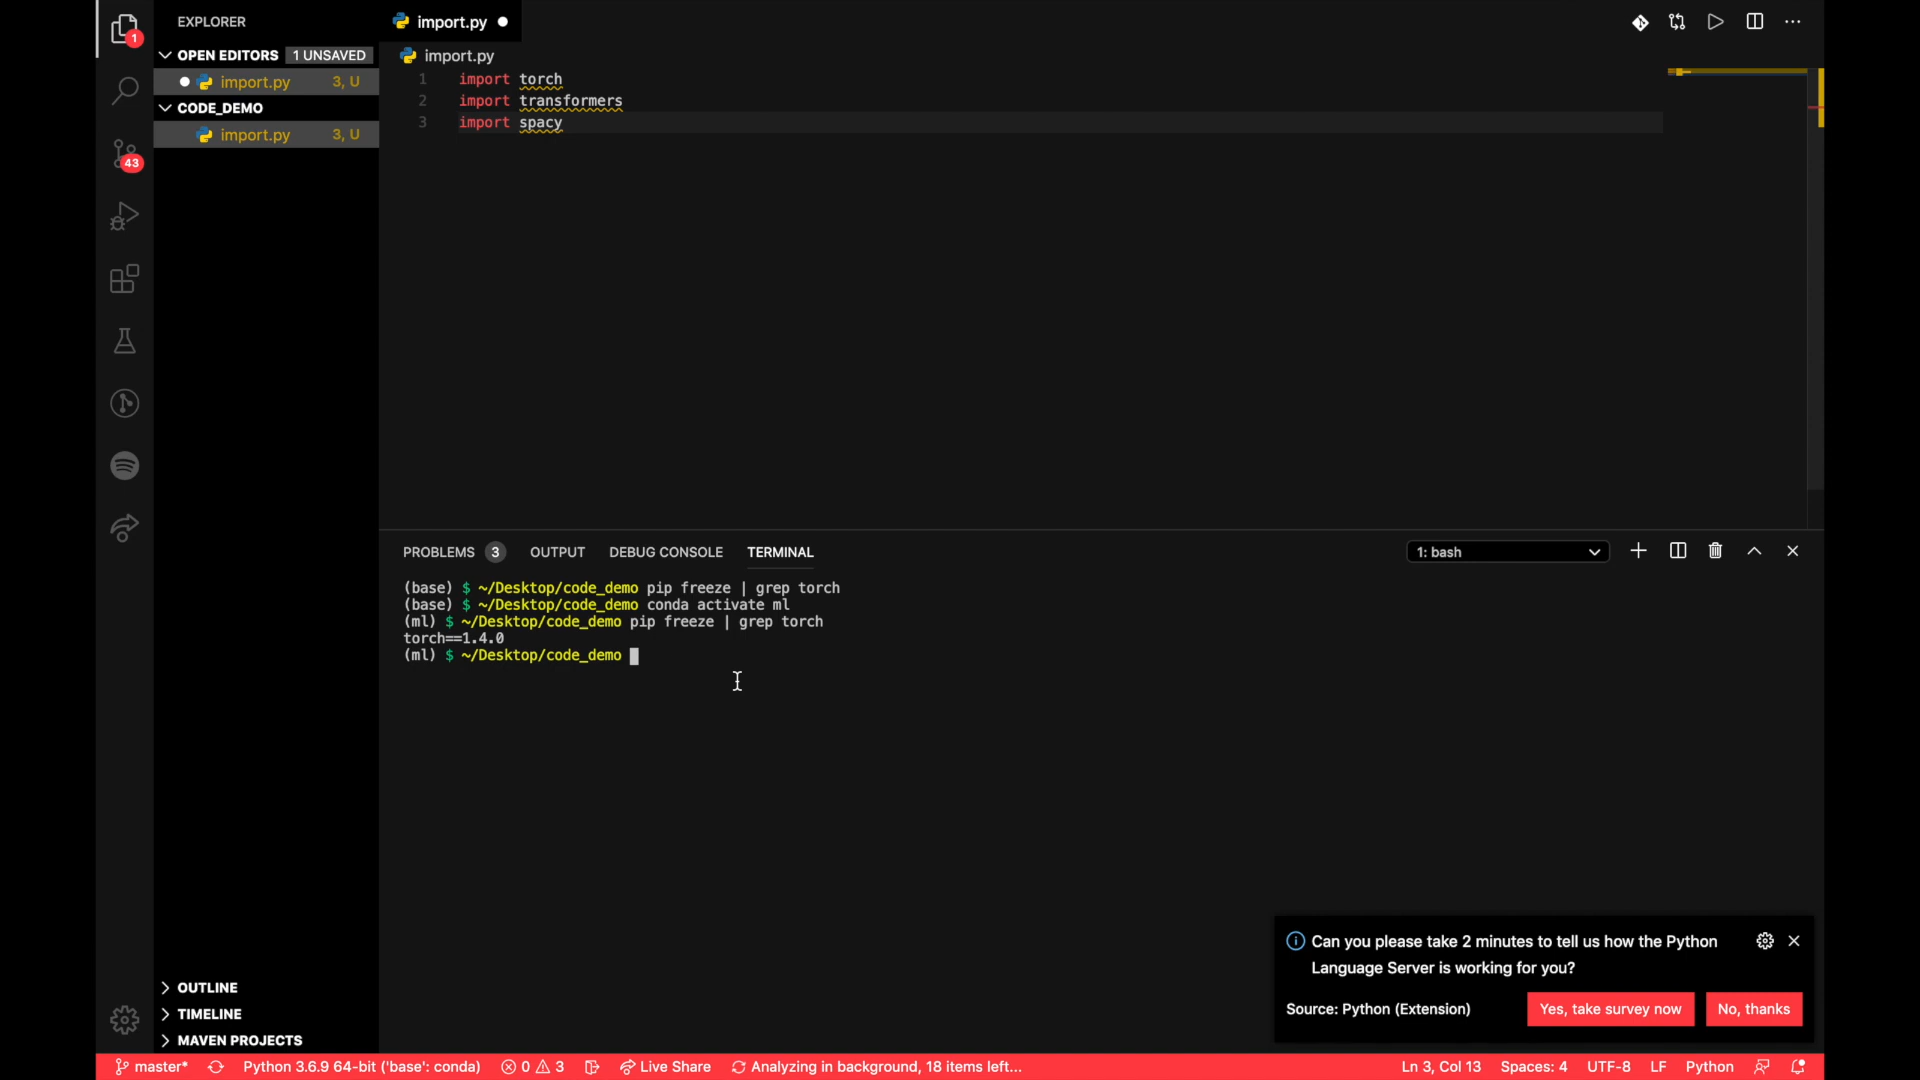 EXPLORER
import.py
1
OPEN EDITORS 1 UNSAVED
import.py 3, U
CODE_DEMO
import.py 3, U
43
import.py
1 import torch
2 import transformers
3 import spacy
PROBLEMS 3 OUTPUT DEBUG CONSOLE TERMINAL
1: bash
(base) $ ~/Desktop/code_demo pip freeze | grep torch
(base) $ ~/Desktop/code_demo conda activate ml
(ml) $ ~/Desktop/code_demo pip freeze | grep torch
torch==1.4.0
(ml) $ ~/Desktop/code_demo
Can you please take 2 minutes to tell us how the Python
Language Server is working for you?
Source: Python (Extension) Yes, take survey now No, thanks
OUTLINE
TIMELINE
MAVEN PROJECTS
master* Python 3.6.9 64-bit ('base': conda) 0 3 Live Share Analyzing in background, 18 items left... Ln 3, Col 13 Spaces: 4 UTF-8 LF Python